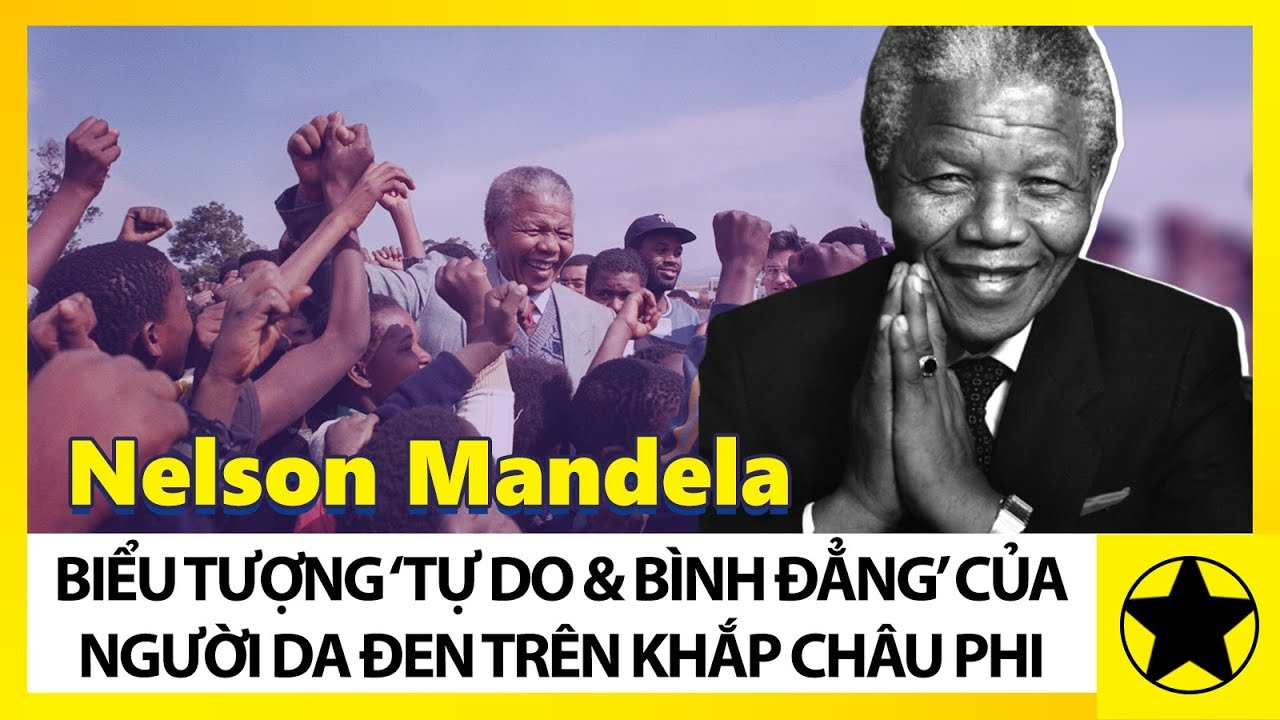 Nelson Mandela
BIỂU TƯỢNG ‘TỰ DO & BÌNH ĐẲNG’ CỦA
NGƯỜI DA ĐEN TRÊN KHẮP CHÂU PHI